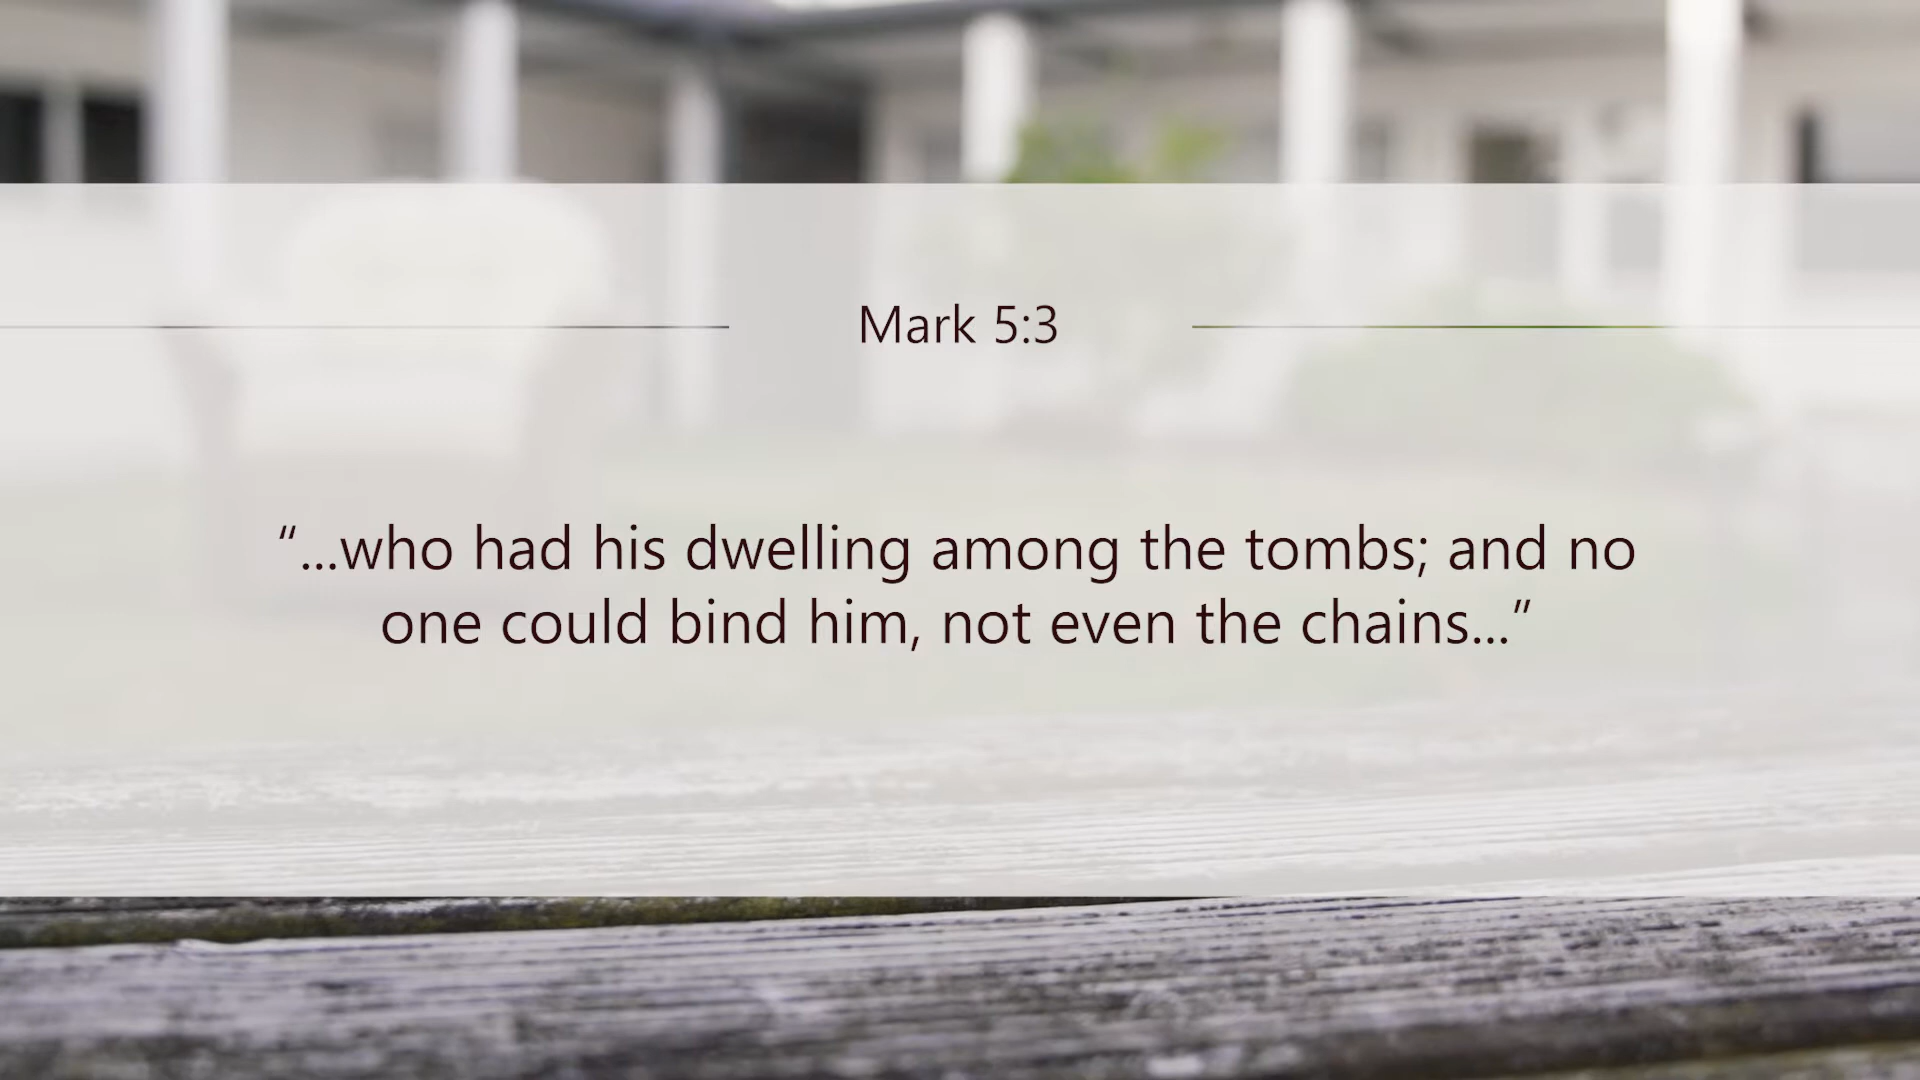 Mark 5:3
“...who had his dwelling among the tombs; and no
one could bind him, not even the chains...”